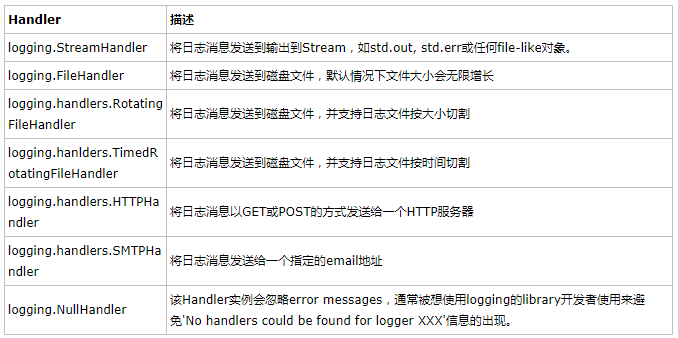 Handler 描述
logging.StreamHandler 将日志消息发送到输出到Stream，如std.out, std.err或任何file-like对象。
logging.FileHandler 将日志消息发送到磁盘文件，默认情况下文件大小会无限增长
logging.handlers.Rotating
FileHandler
将日志消息发送到磁盘文件，并支持日志文件按大小切割
logging.hanlders.TimedR
otatingFileHandler
将日志消息发送到磁盘文件，并支持日志文件按时间切割
logging.handlers.HTTPHa
ndler
将日志消息以GET或POST的方式发送给一个HTTP服务器
logging.handlers.SMTPHa
ndler
将日志消息发送给一个指定的email地址
logging.NullHandler
该Handler实例会忽略error messages，通常被想使用logging的library开发者使用来避
免'No handlers could be found for logger XXX'信息的出现。